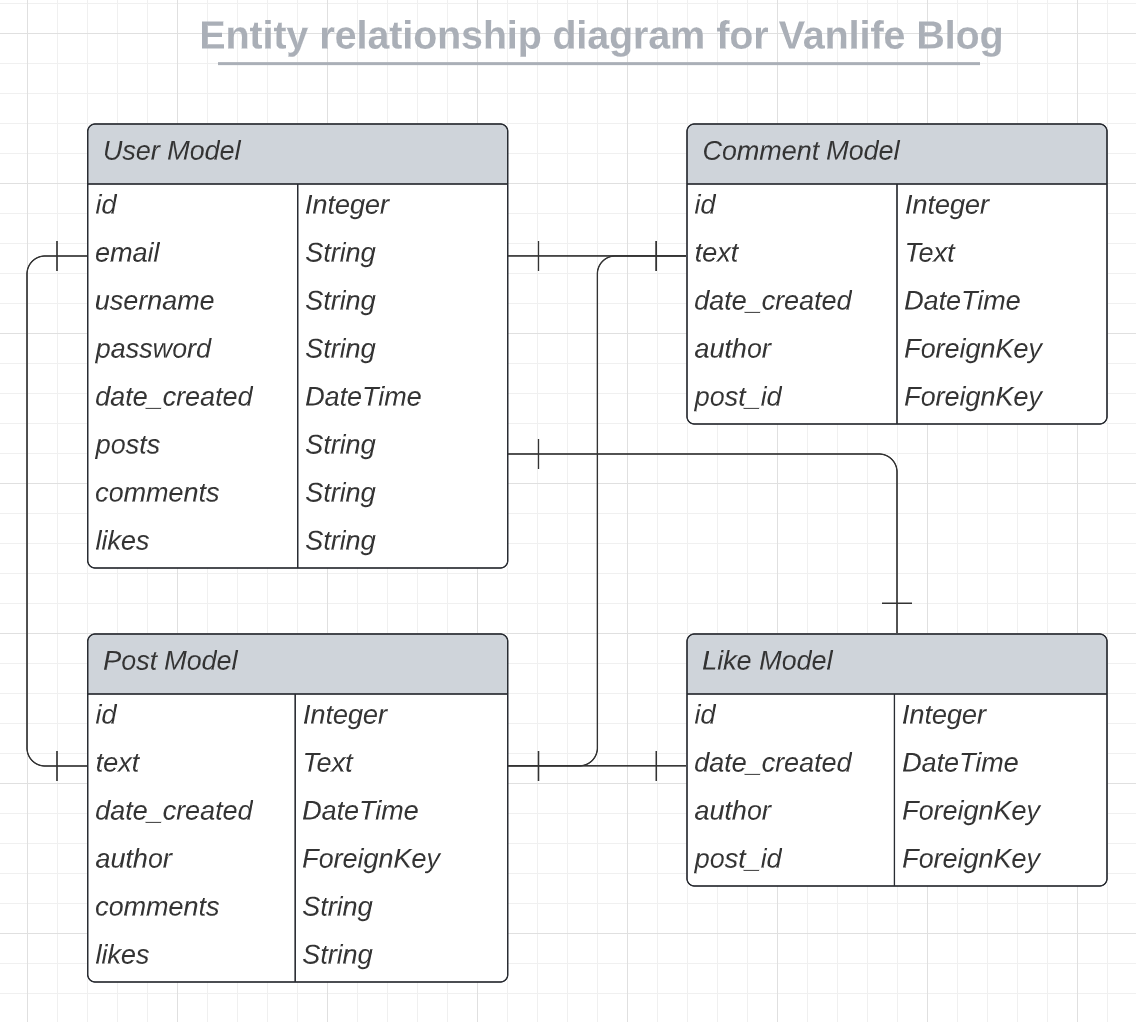 Entity relationship diagram for Vanlife Blog
User Model
id Integer
email String
username String
password String
date_created DateTime
posts String
comments String
likes String
Comment Model
id Integer
text Text
date_created DateTime
author ForeignKey
post_id ForeignKey
Post Model
id Integer
text Text
date_created DateTime
author ForeignKey
comments String
likes String
Like Model
id Integer
date_created DateTime
author ForeignKey
post_id ForeignKey